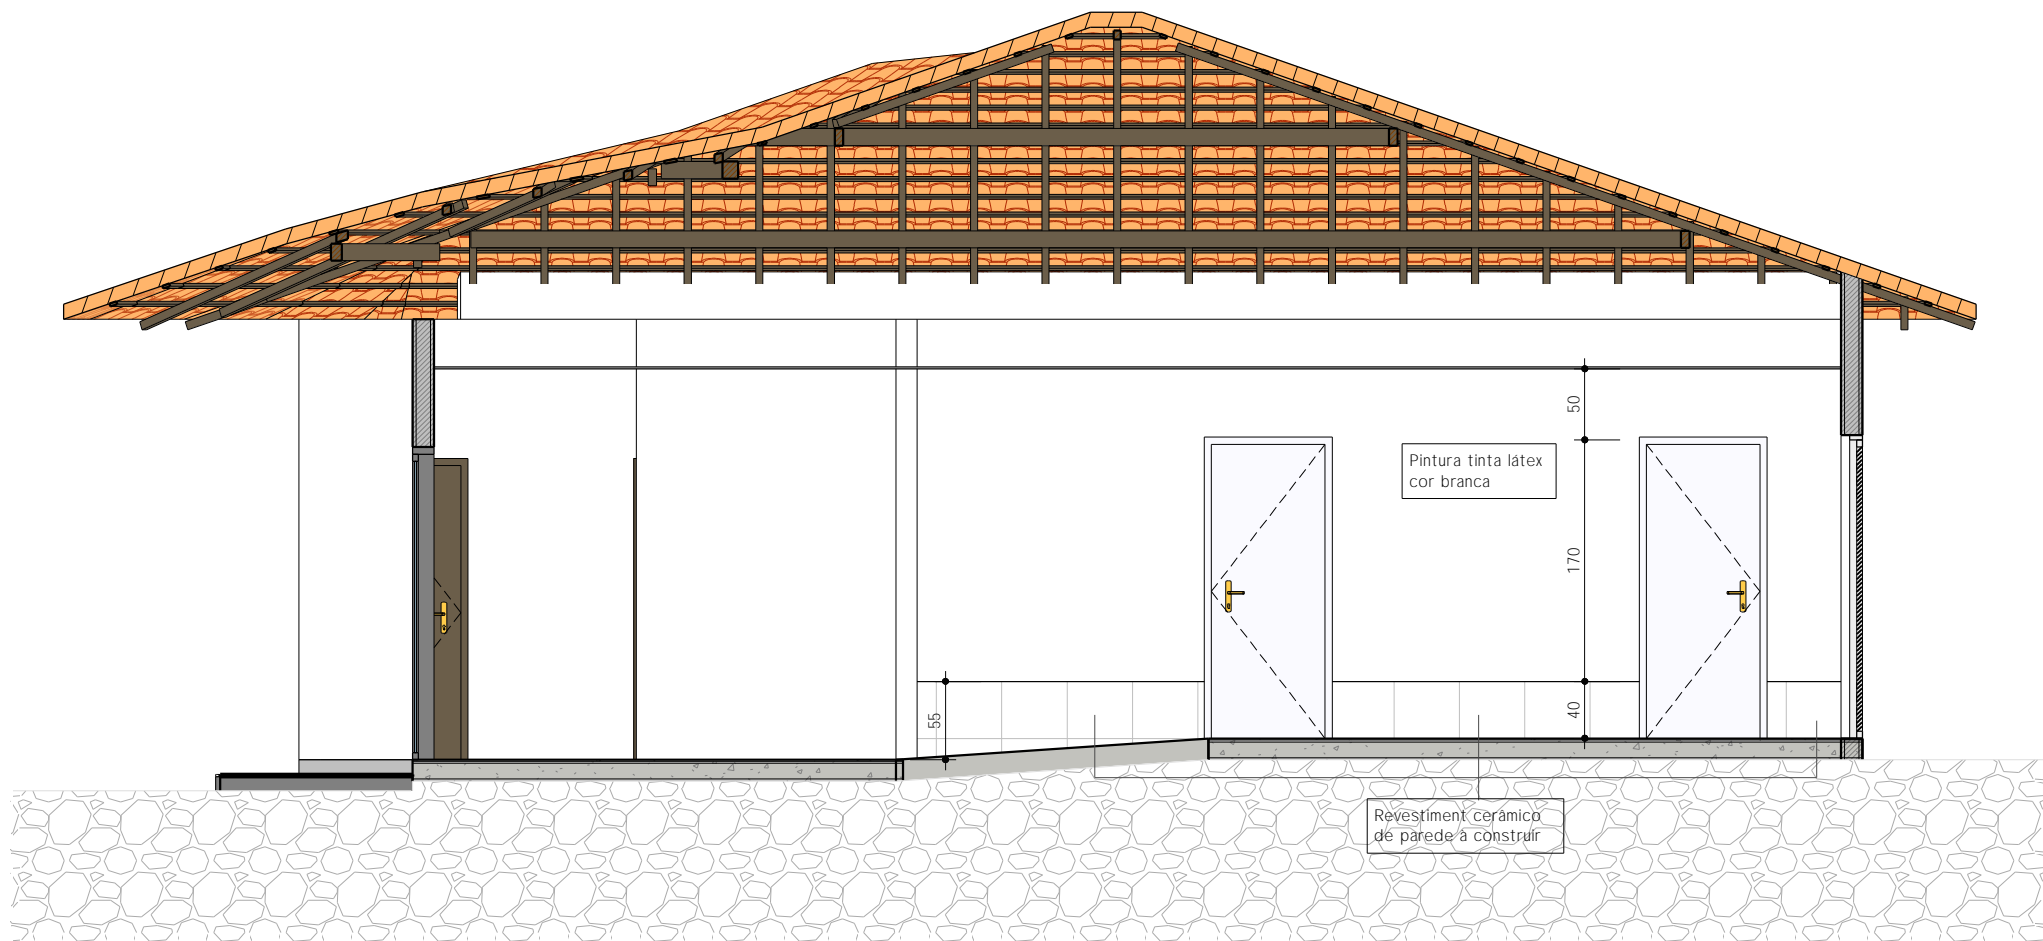 50
Pintura tinta látex
cor branca
170
55
40
Revestiment cerâmico
de parede à construir